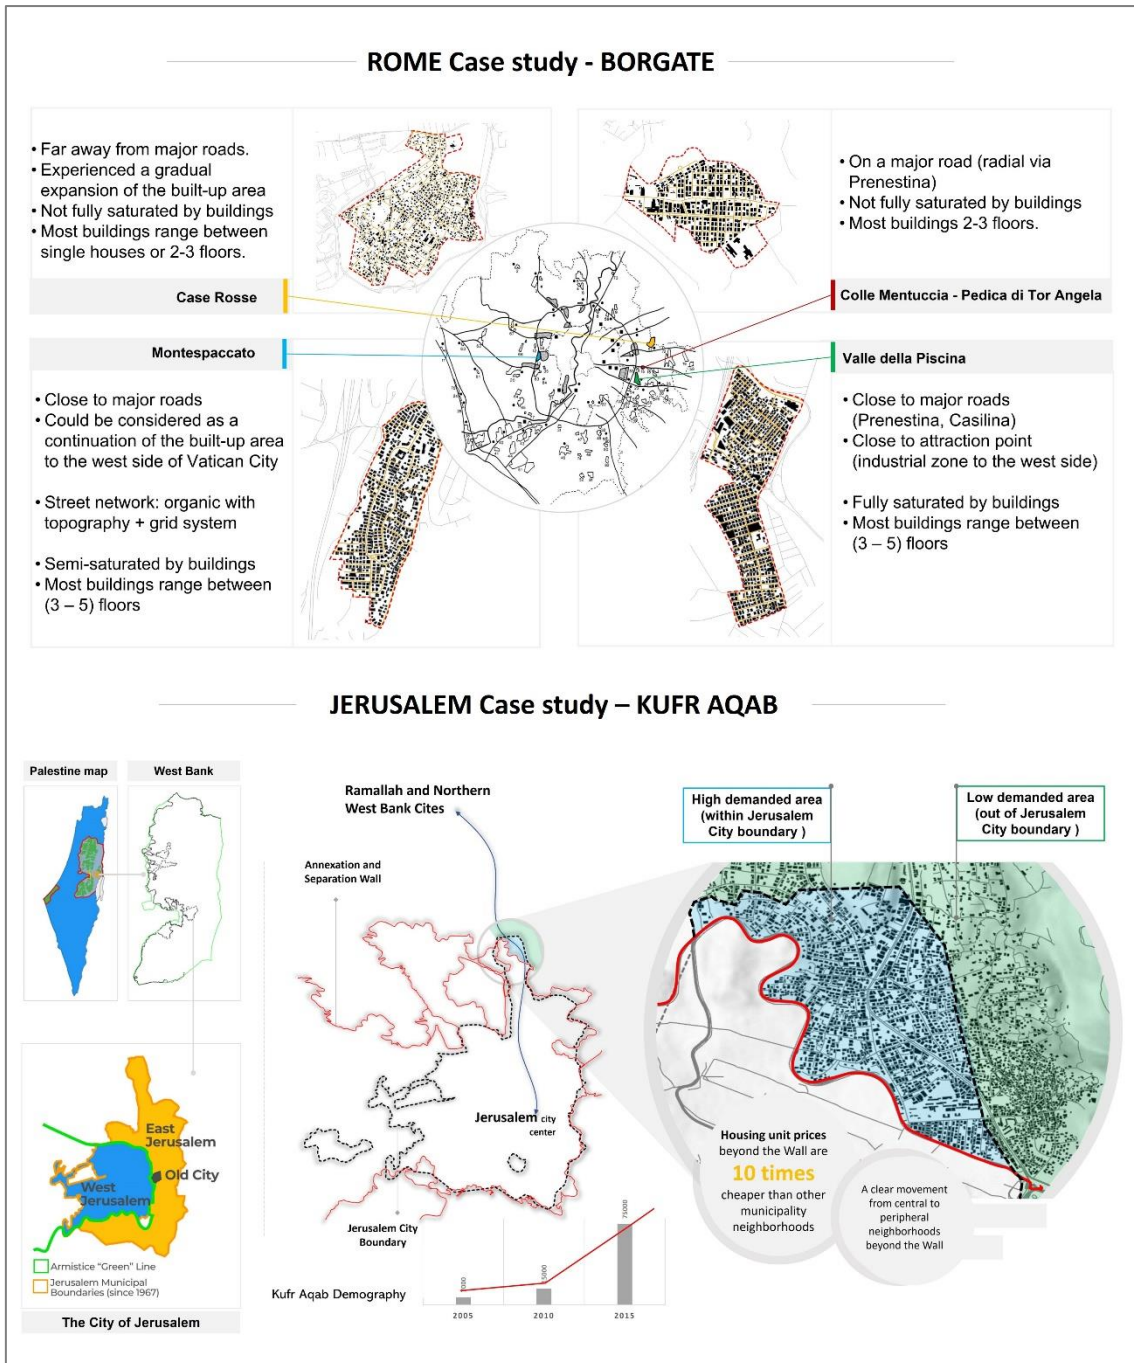 ROME Case study - BORGATE
• Far away from major roads.
• Experienced a gradual
expansion of the built-up area
• Not fully saturated by buildings
• Most buildings range between
single houses or 2-3 floors.
Case Rosse
• On a major road (radial via
Prenestina)
• Not fully saturated by buildings
• Most buildings 2-3 floors.
Colle Mentuccia - Pedica di Tor Angela
Montespaccato
• Close to major roads
• Could be considered as a
continuation of the built-up area
to the west side of Vatican City
• Street network: organic with
topography + grid system
• Semi-saturated by buildings
• Most buildings range between
(3 – 5) floors
Valle della Piscina
• Close to major roads
(Prenestina, Casilina)
• Close to attraction point
(industrial zone to the west side)
• Fully saturated by buildings
• Most buildings range between
(3 – 5) floors
JERUSALEM Case study – KUFR AQAB
Palestine map
West Bank
Ramallah and Northern
West Bank Cites
Annexation and
Separation Wall
High demanded area
(within Jerusalem
City boundary )
Low demanded area
(out of Jerusalem
City boundary )
East
Jerusalem
Old City
West
Jerusalem
Armistice "Green" Line
Jerusalem Municipal
Boundaries (since 1967)
The City of Jerusalem
Jerusalem city
center
Jerusalem City
Boundary
Housing unit prices
beyond the Wall are
10 times
cheaper than other
municipality
neighborhoods
A clear movement
from central to
peripheral
neighborhoods
beyond the Wall
Kufr Aqab Demography
15000
2005
2010
2015